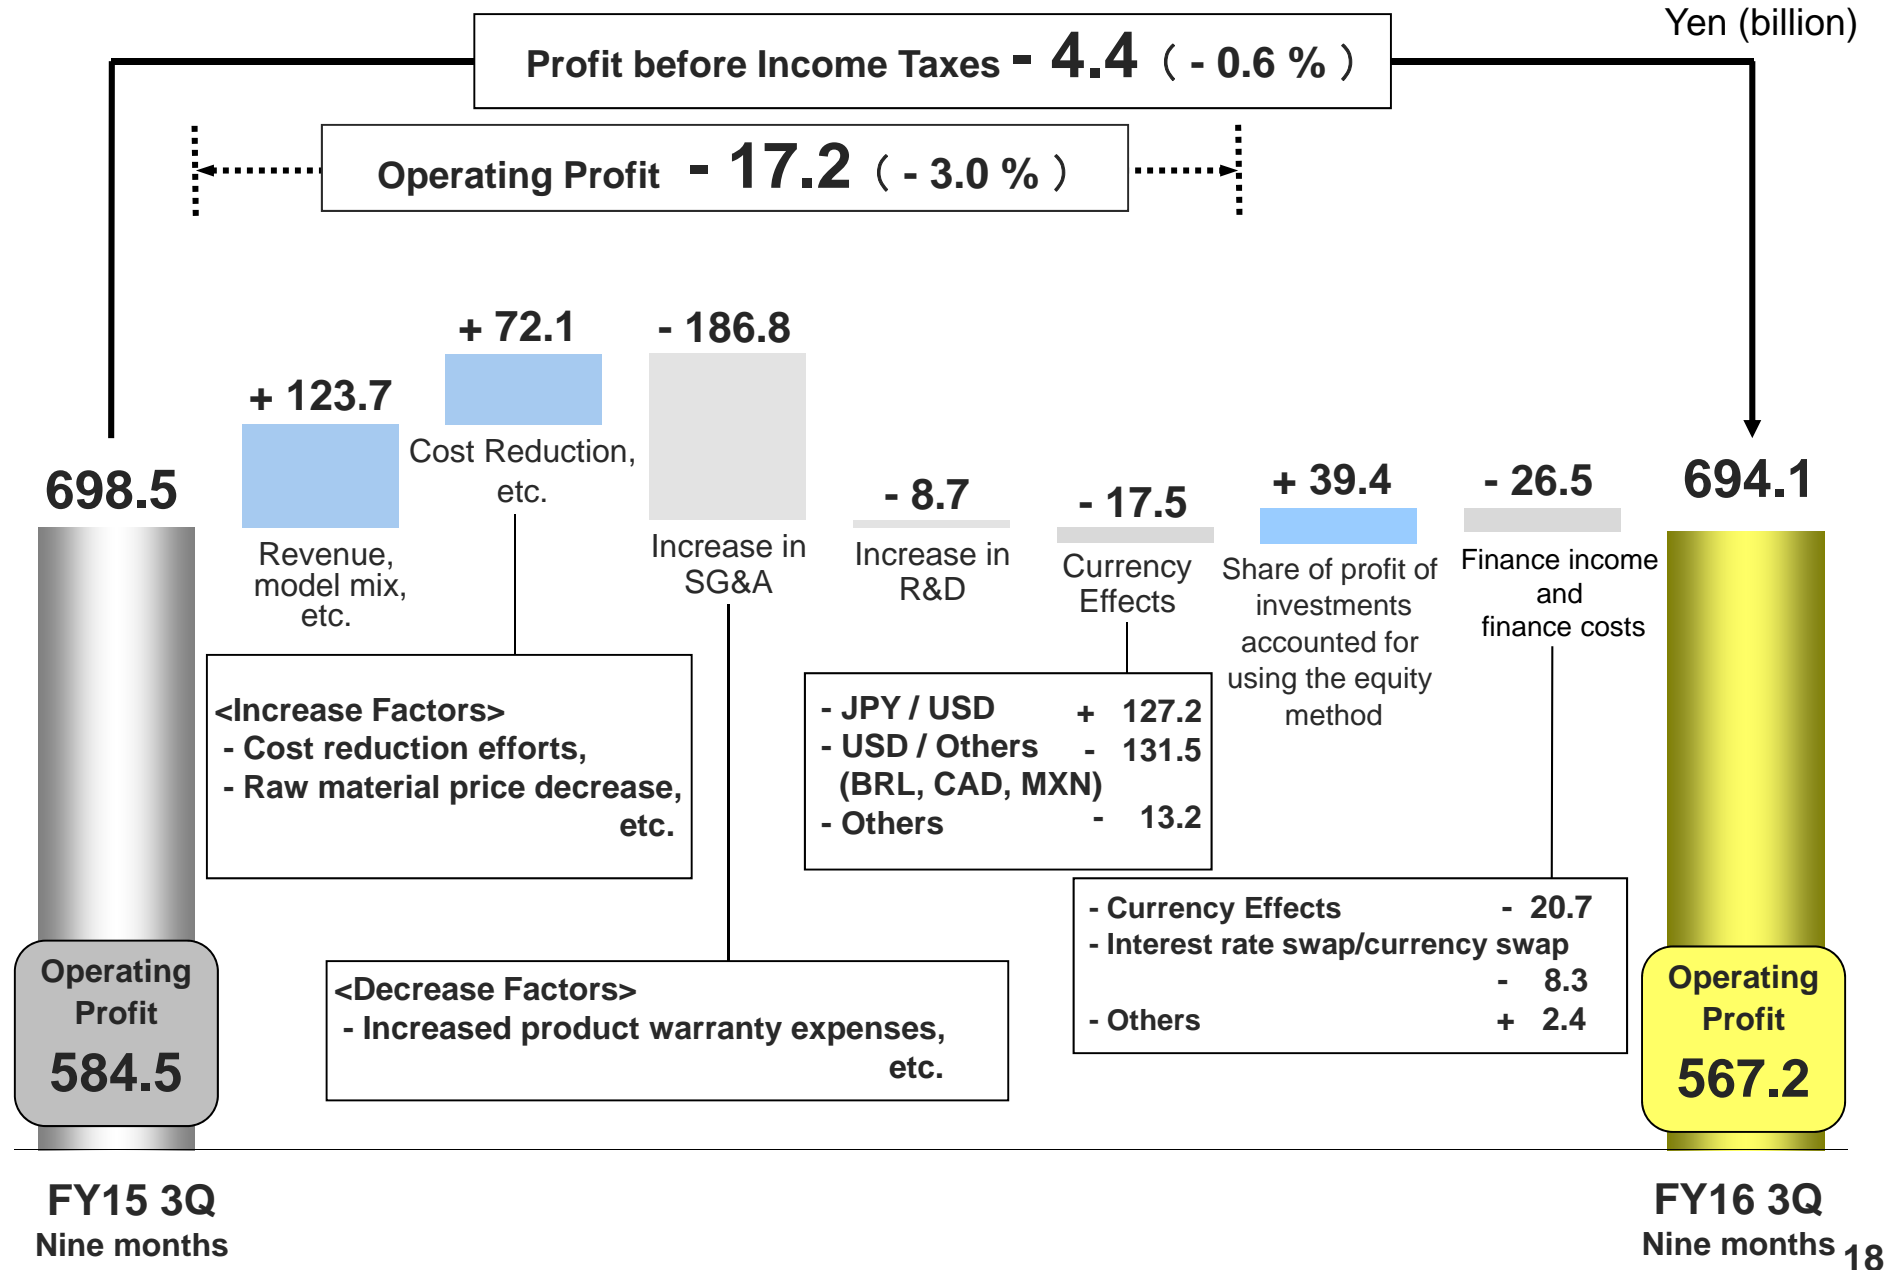 Yen (billion)
Profit before Income Taxes - 4.4 ( - 0.6 % )
Operating Profit - 17.2 ( - 3.0 % )
698.5
+ 123.7
Revenue,
model mix,
etc.
+ 72.1
Cost Reduction,
etc.
- 186.8
Increase in
SG&A
- 8.7
Increase in
R&D
- 17.5
Currency
Effects
+ 39.4
Share of profit of
investments
accounted for
using the equity
method
- 26.5
Finance income
and
finance costs
694.1
<Increase Factors>
- Cost reduction efforts,
- Raw material price decrease,
etc.
<Decrease Factors>
- Increased product warranty expenses,
etc.
- JPY / USD + 127.2
- USD / Others - 131.5
(BRL, CAD, MXN)
- Others - 13.2
- Currency Effects - 20.7
- Interest rate swap/currency swap
- 8.3
- Others + 2.4
Operating
Profit
584.5
Operating
Profit
567.2
FY15 3Q
Nine months
FY16 3Q
Nine months
18